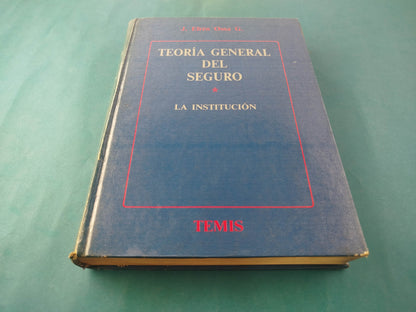 J. Efrén Ossa G.
TEORÍA GENERAL
DEL
SEGURO
LA INSTITUCIÓN
TEMIS